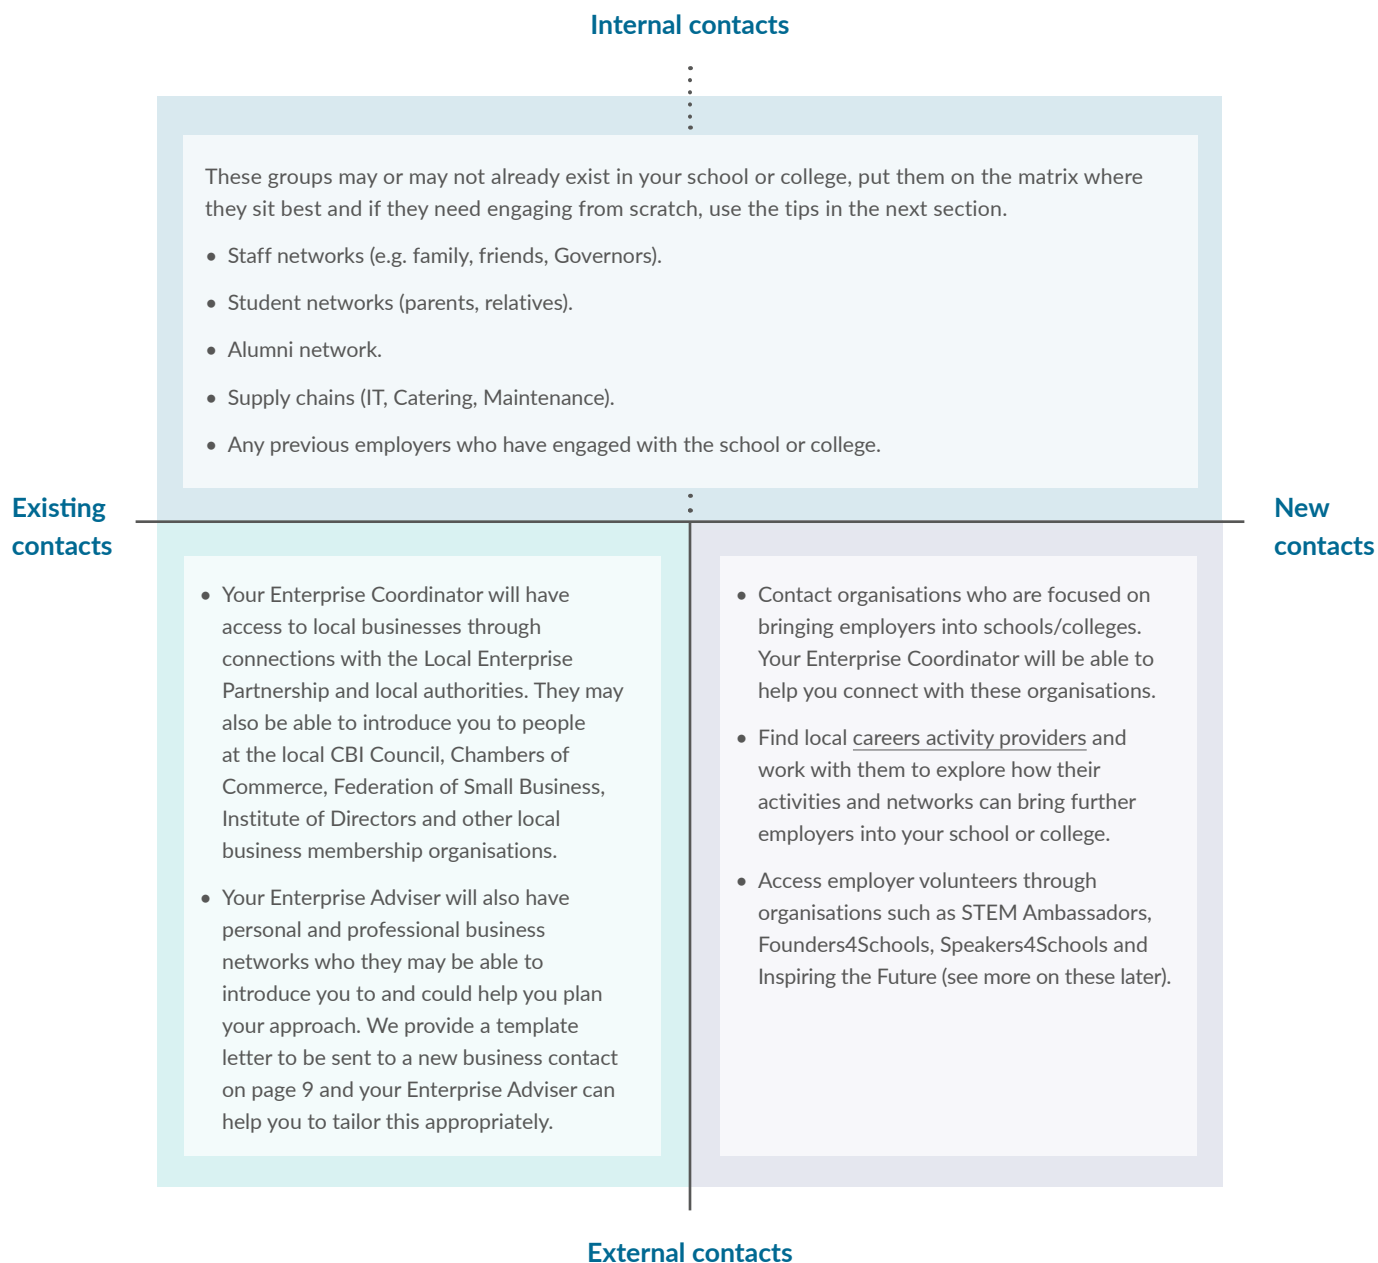 Internal contacts
These groups may or may not already exist in your school or college, put them on the matrix where
they sit best and if they need engaging from scratch, use the tips in the next section.
• Staff networks (e.g. family, friends, Governors).
• Student networks (parents, relatives).
• Alumni network.
• Supply chains (IT, Catering, Maintenance).
• Any previous employers who have engaged with the school or college.
Existing
contacts
New
contacts
• Your Enterprise Coordinator will have
access to local businesses through
connections with the Local Enterprise
Partnership and local authorities. They may
also be able to introduce you to people
at the local CBI Council, Chambers of
Commerce, Federation of Small Business,
Institute of Directors and other local
business membership organisations.
• Your Enterprise Adviser will also have
personal and professional business
networks who they may be able to
introduce you to and could help you plan
your approach. We provide a template
letter to be sent to a new business contact
on page 9 and your Enterprise Adviser can
help you to tailor this appropriately.
• Contact organisations who are focused on
bringing employers into schools/colleges.
Your Enterprise Coordinator will be able to
help you connect with these organisations.
• Find local careers activity providers and
work with them to explore how their
activities and networks can bring further
employers into your school or college.
• Access employer volunteers through
organisations such as STEM Ambassadors,
Founders4Schools, Speakers4Schools and
Inspiring the Future (see more on these later).
External contacts